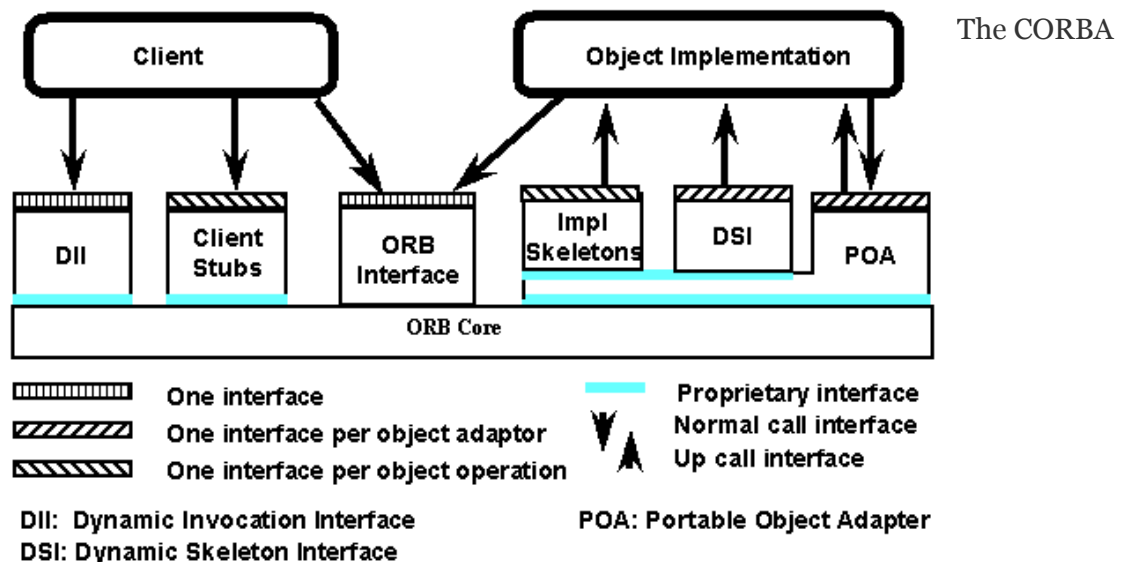 The CORBA
Client
Object Implementation
DII
Client
Stubs
ORB
Interface
Impl
Skeletons
DSI
POA
ORB Core
One interface
One interface per object adaptor
One interface per object operation
Proprietary interface
Normal call interface
Up call interface
DII: Dynamic Invocation Interface
DSI: Dynamic Skeleton Interface
POA: Portable Object Adapter